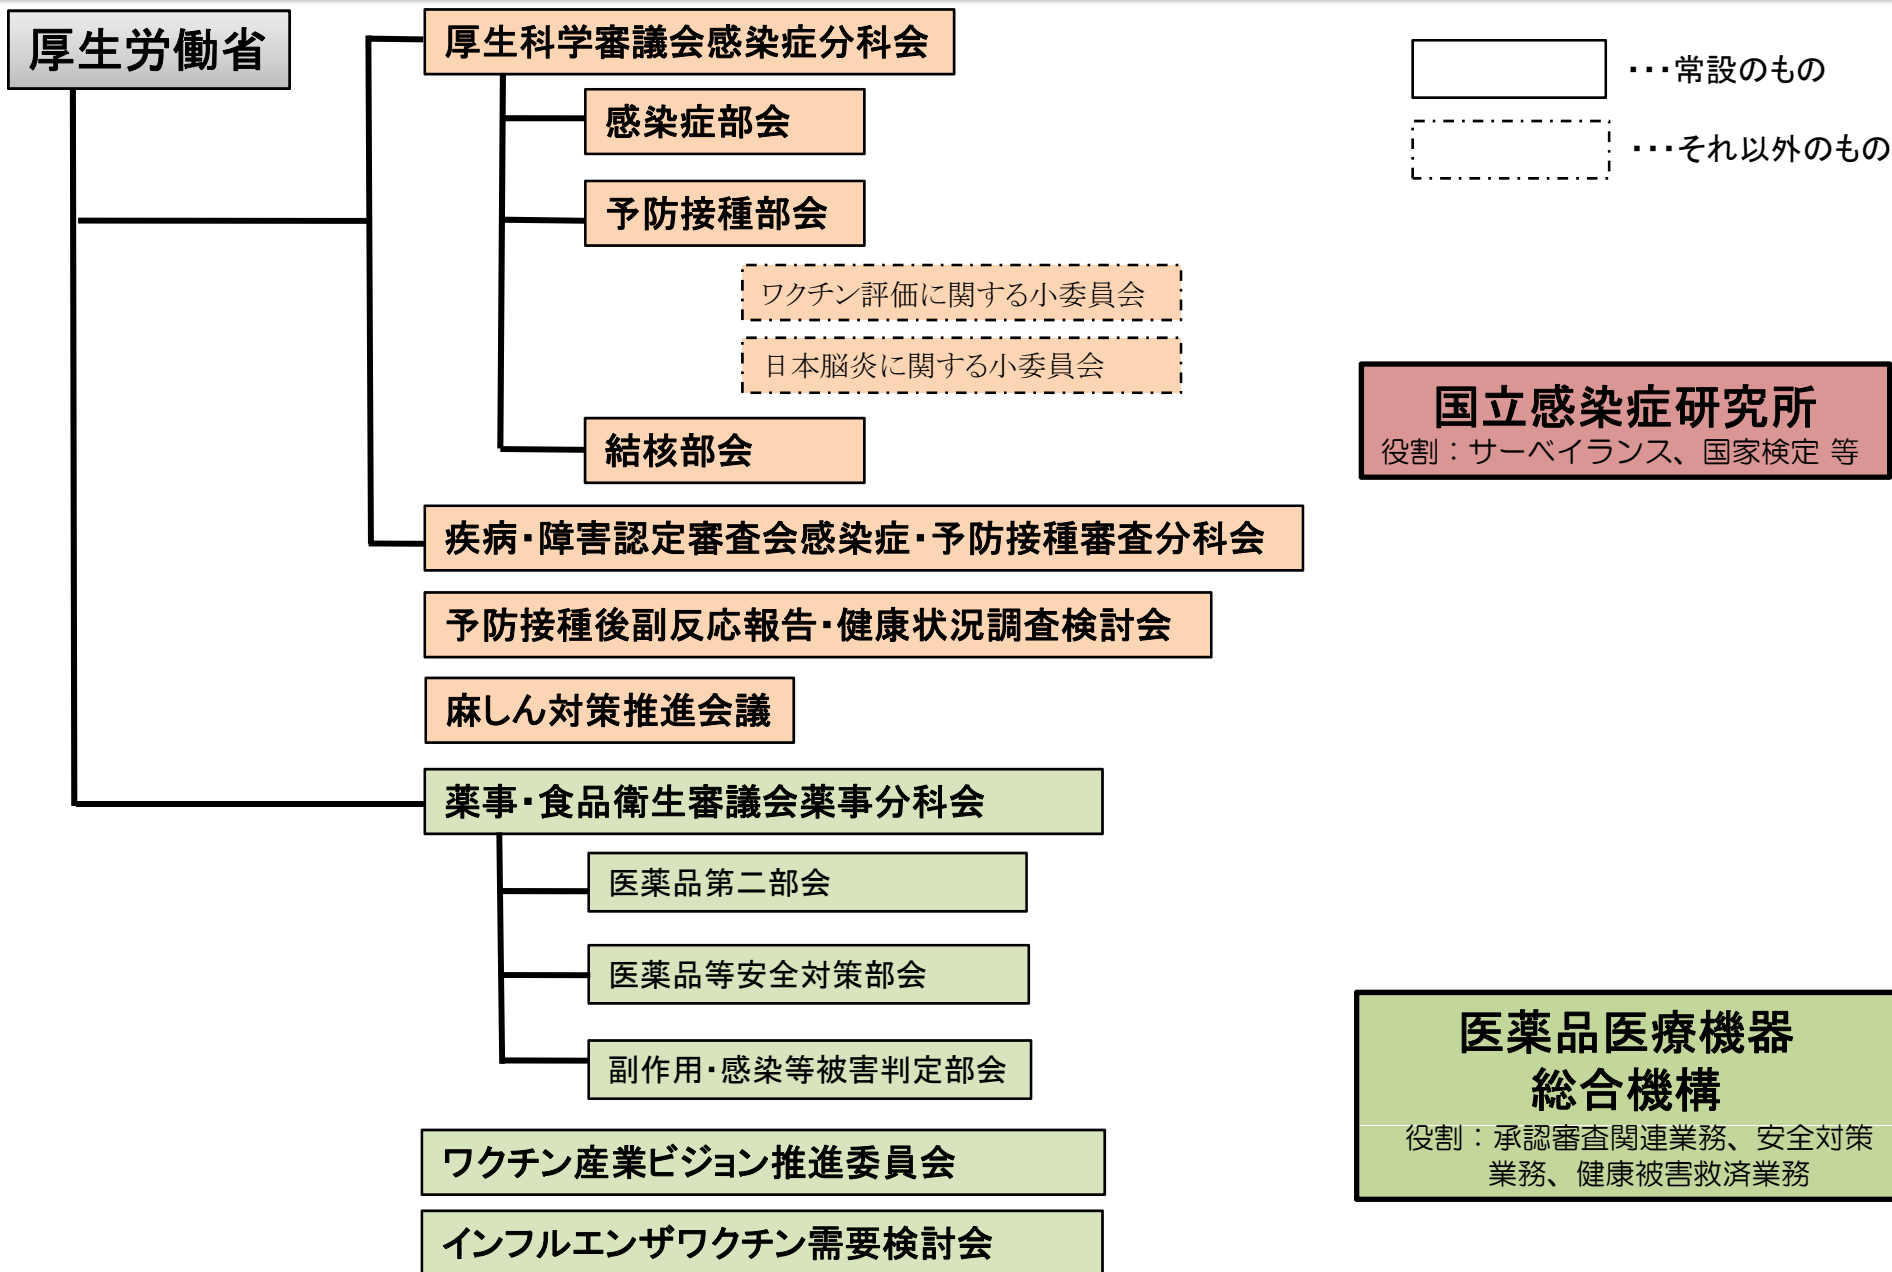 厚生労働省
厚生科学審議会感染症分科会
感染症部会
予防接種部会
ワクチン評価に関する小委員会
日本脳炎に関する小委員会
結核部会
疾病・障害認定審査会感染症・予防接種審査分科会
予防接種後副反応報告・健康状況調査検討会
麻しん対策推進会議
薬事・食品衛生審議会薬事分科会
医薬品第二部会
医薬品等安全対策部会
副作用・感染等被害判定部会
ワクチン産業ビジョン推進委員会
インフルエンザワクチン需要検討会
・・・常設のもの
・・・それ以外のもの
国立感染症研究所
役割：サーベイランス、国家検定 等
医薬品医療機器
総合機構
役割：承認審査関連業務、安全対策
業務、健康被害救済業務